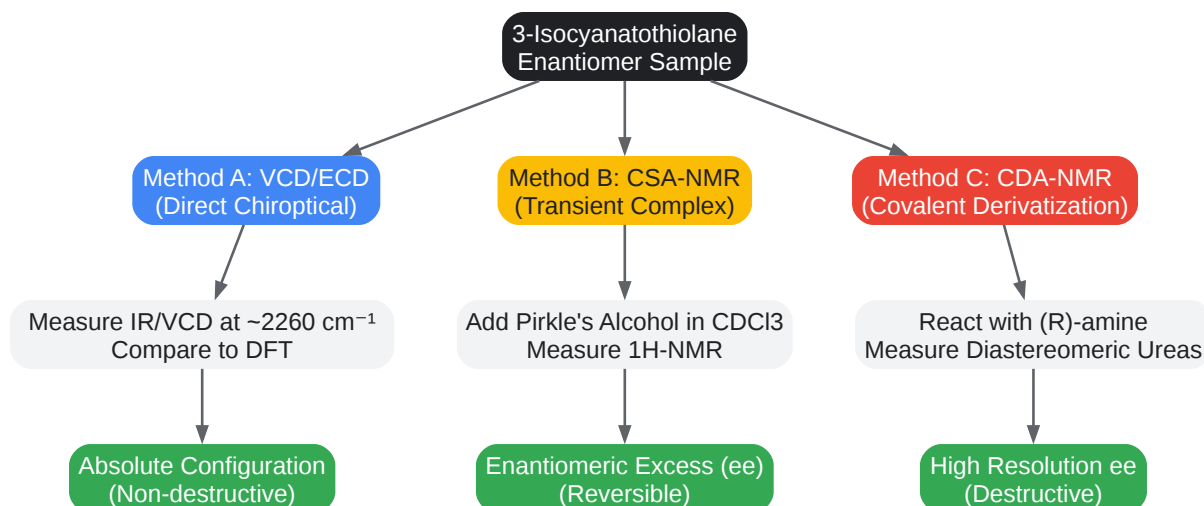 3-Isocyanatothiolane
Enantiomer Sample
Method A: VCD/ECD
(Direct Chiroptical)
Method B: CSA-NMR
(Transient Complex)
Method C: CDA-NMR
(Covalent Derivatization)
Measure IR/VCD at ~2260 cm⁻¹
Compare to DFT
Add Pirkle's Alcohol in CDCl3
Measure 1H-NMR
React with (R)-amine
Measure Diastereomeric Ureas
Absolute Configuration
(Non-destructive)
Enantiomeric Excess (ee)
(Reversible)
High Resolution ee
(Destructive)